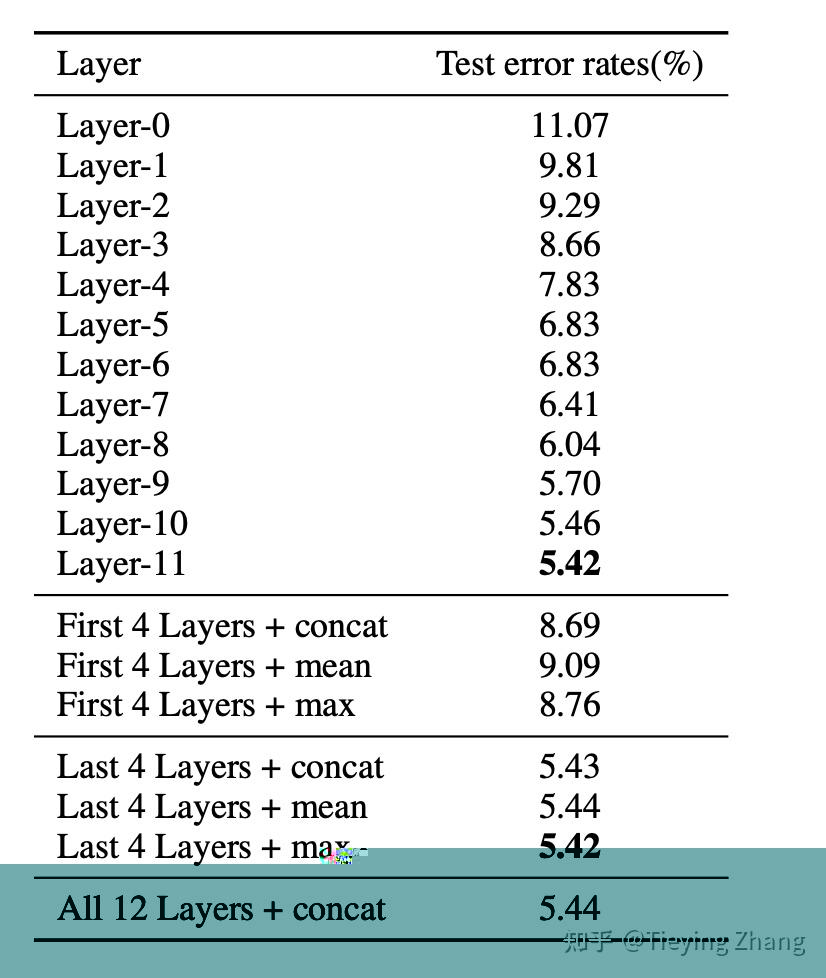 Layer Test error rates(%)
Layer-0 11.07
Layer-1 9.81
Layer-2 9.29
Layer-3 8.66
Layer-4 7.83
Layer-5 6.83
Layer-6 6.83
Layer-7 6.41
Layer-8 6.04
Layer-9 5.70
Layer-10 5.46
Layer-11 5.42
First 4 Layers + concat 8.69
First 4 Layers + mean 9.09
First 4 Layers + max 8.76
Last 4 Layers + concat 5.43
Last 4 Layers + mean 5.44
Last 4 Layers + max 5.42
All 12 Layers + concat 5.44
知乎 @Tieying Zhang